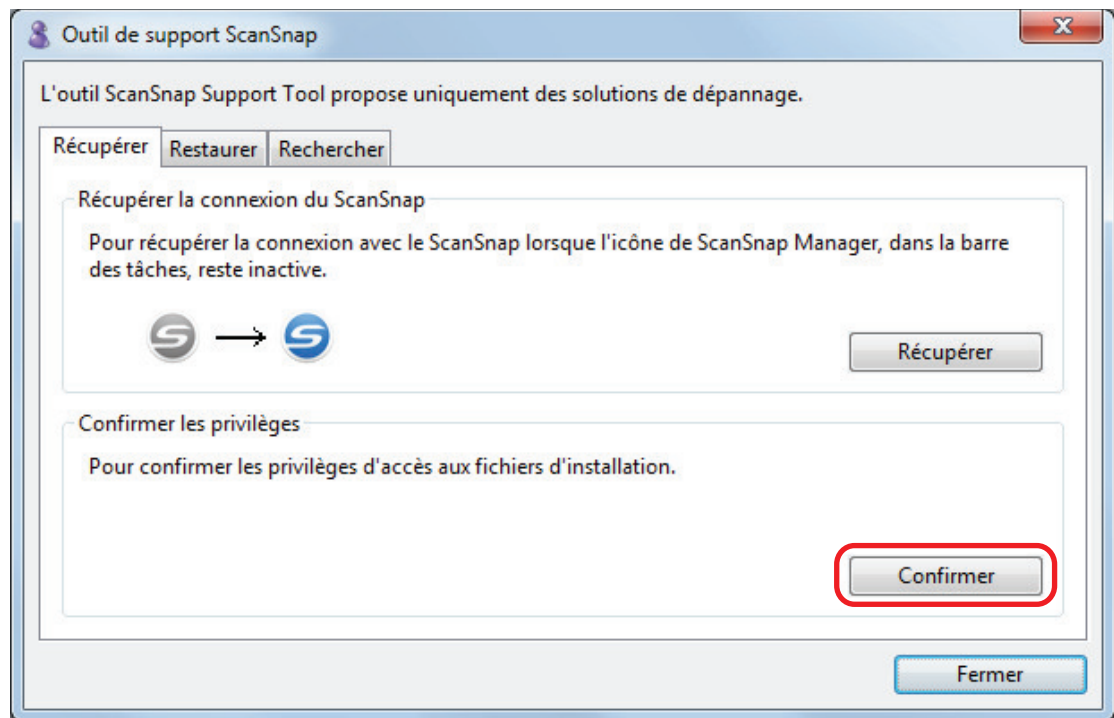 Outil de support ScanSnap
L'outil ScanSnap Support Tool propose uniquement des solutions de dépannage.
Récupérer Restaurer Rechercher
Récupérer la connexion du ScanSnap
Pour récupérer la connexion avec le ScanSnap lorsque l'icône de ScanSnap Manager, dans la barre
des tâches, reste inactive.
Récupérer
Confirmer les privilèges
Pour confirmer les privilèges d'accès aux fichiers d'installation.
Confirmer
Fermer